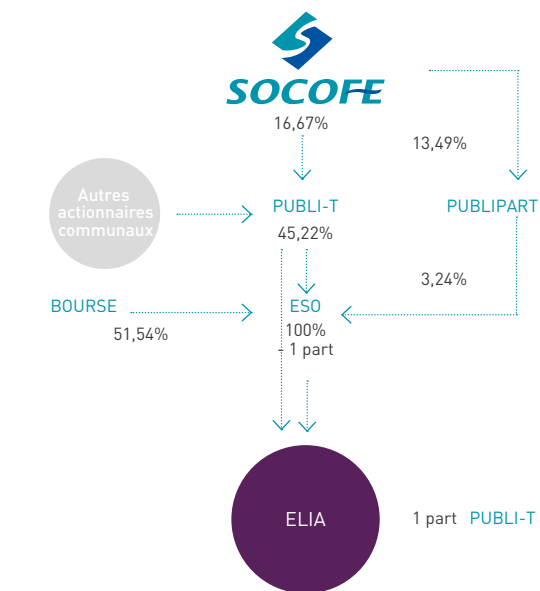 SOCOFE
16,67%
13,49%
Autres
actionnaires
communaux
PUBLI-T
PUBLIPART
45,22%
3,24%
BOURSE
ESO
51,54%
100%
- 1 part
ELIA
1 part PUBLI-T